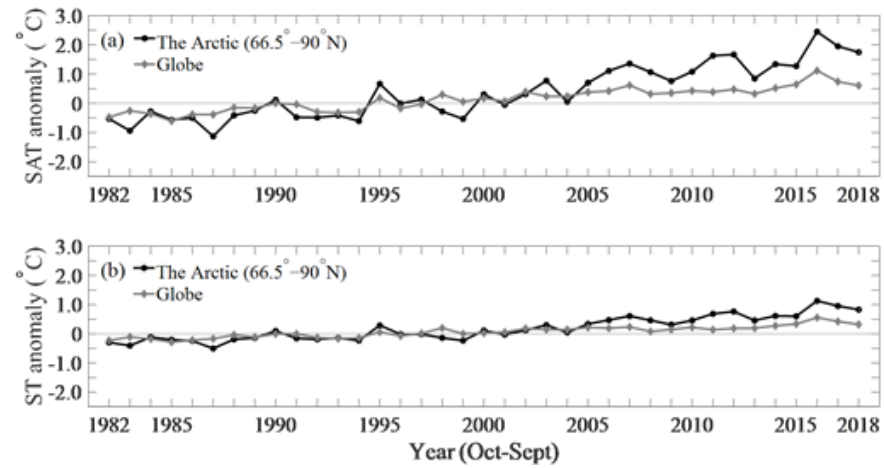 SAT anomaly (°C)
3.0
2.0
1.0
0
-1.0
-2.0
(a)
The Arctic (66.5°−90°N)
Globe
1982 1985 1990 1995 2000 2005 2010 2015 2018
ST anomaly (°C)
3.0
2.0
1.0
0
-1.0
-2.0
(b)
The Arctic (66.5°−90°N)
Globe
1982 1985 1990 1995 2000 2005 2010 2015 2018
Year (Oct-Sept)